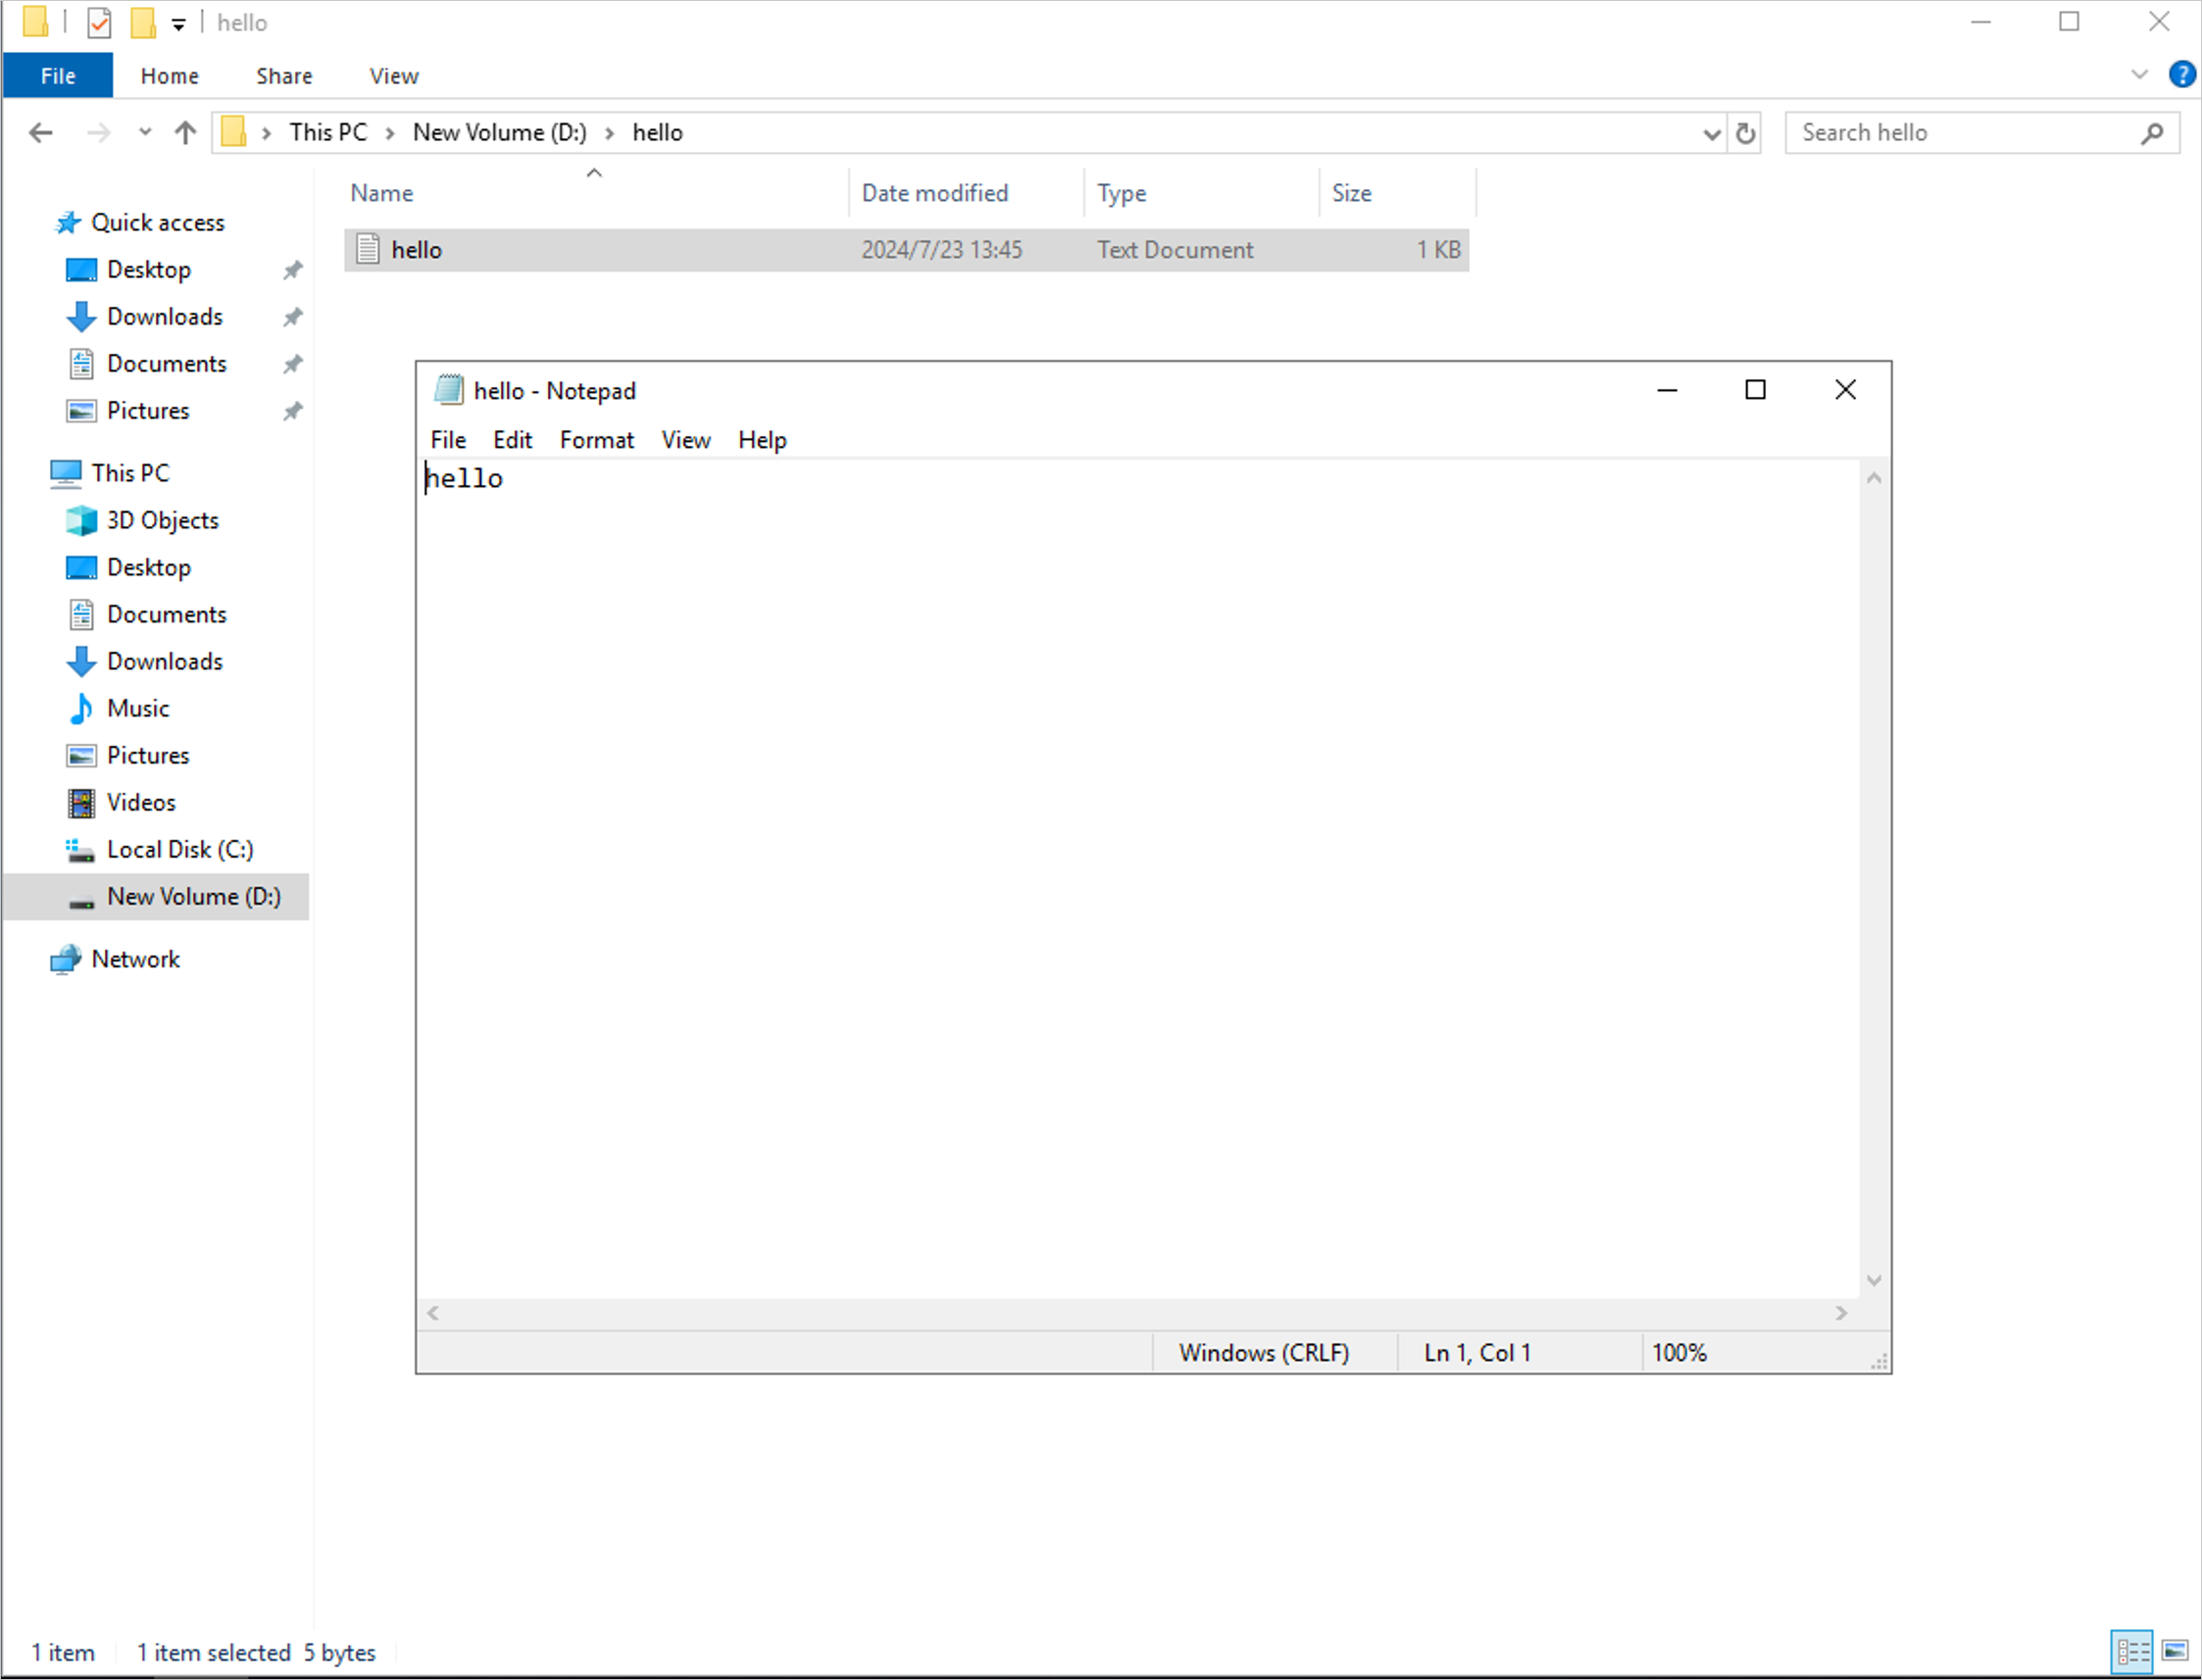 hello
File Home Share View
This PC New Volume (D:) hello
Search hello
Name Date modified Type Size
hello 2024/7/23 13:45 Text Document 1 KB
Quick access
Desktop
Downloads
Documents
Pictures
This PC
3D Objects
Desktop
Documents
Downloads
Music
Pictures
Videos
Local Disk (C:)
New Volume (D:)
Network
hello - Notepad
File Edit Format View Help
hello
Windows (CRLF) Ln 1, Col 1 100%
1 item 1 item selected 5 bytes